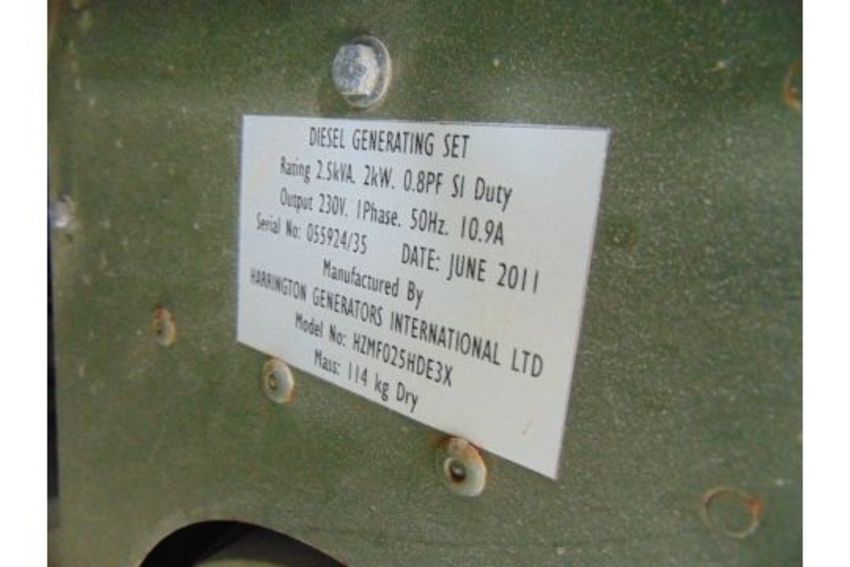 DIESEL GENERATING SET
Rating 2.5kVA. 2kW. 0.8PF S1 Duty
Output 230V. 1Phase. 50Hz. 10.9A
Serial No: 055924/35 DATE: JUNE 2011
Manufactured By
HARRINGTON GENERATORS INTERNATIONAL LTD
Model No: HZMF025HDE3X
Mass: 114 kg Dry